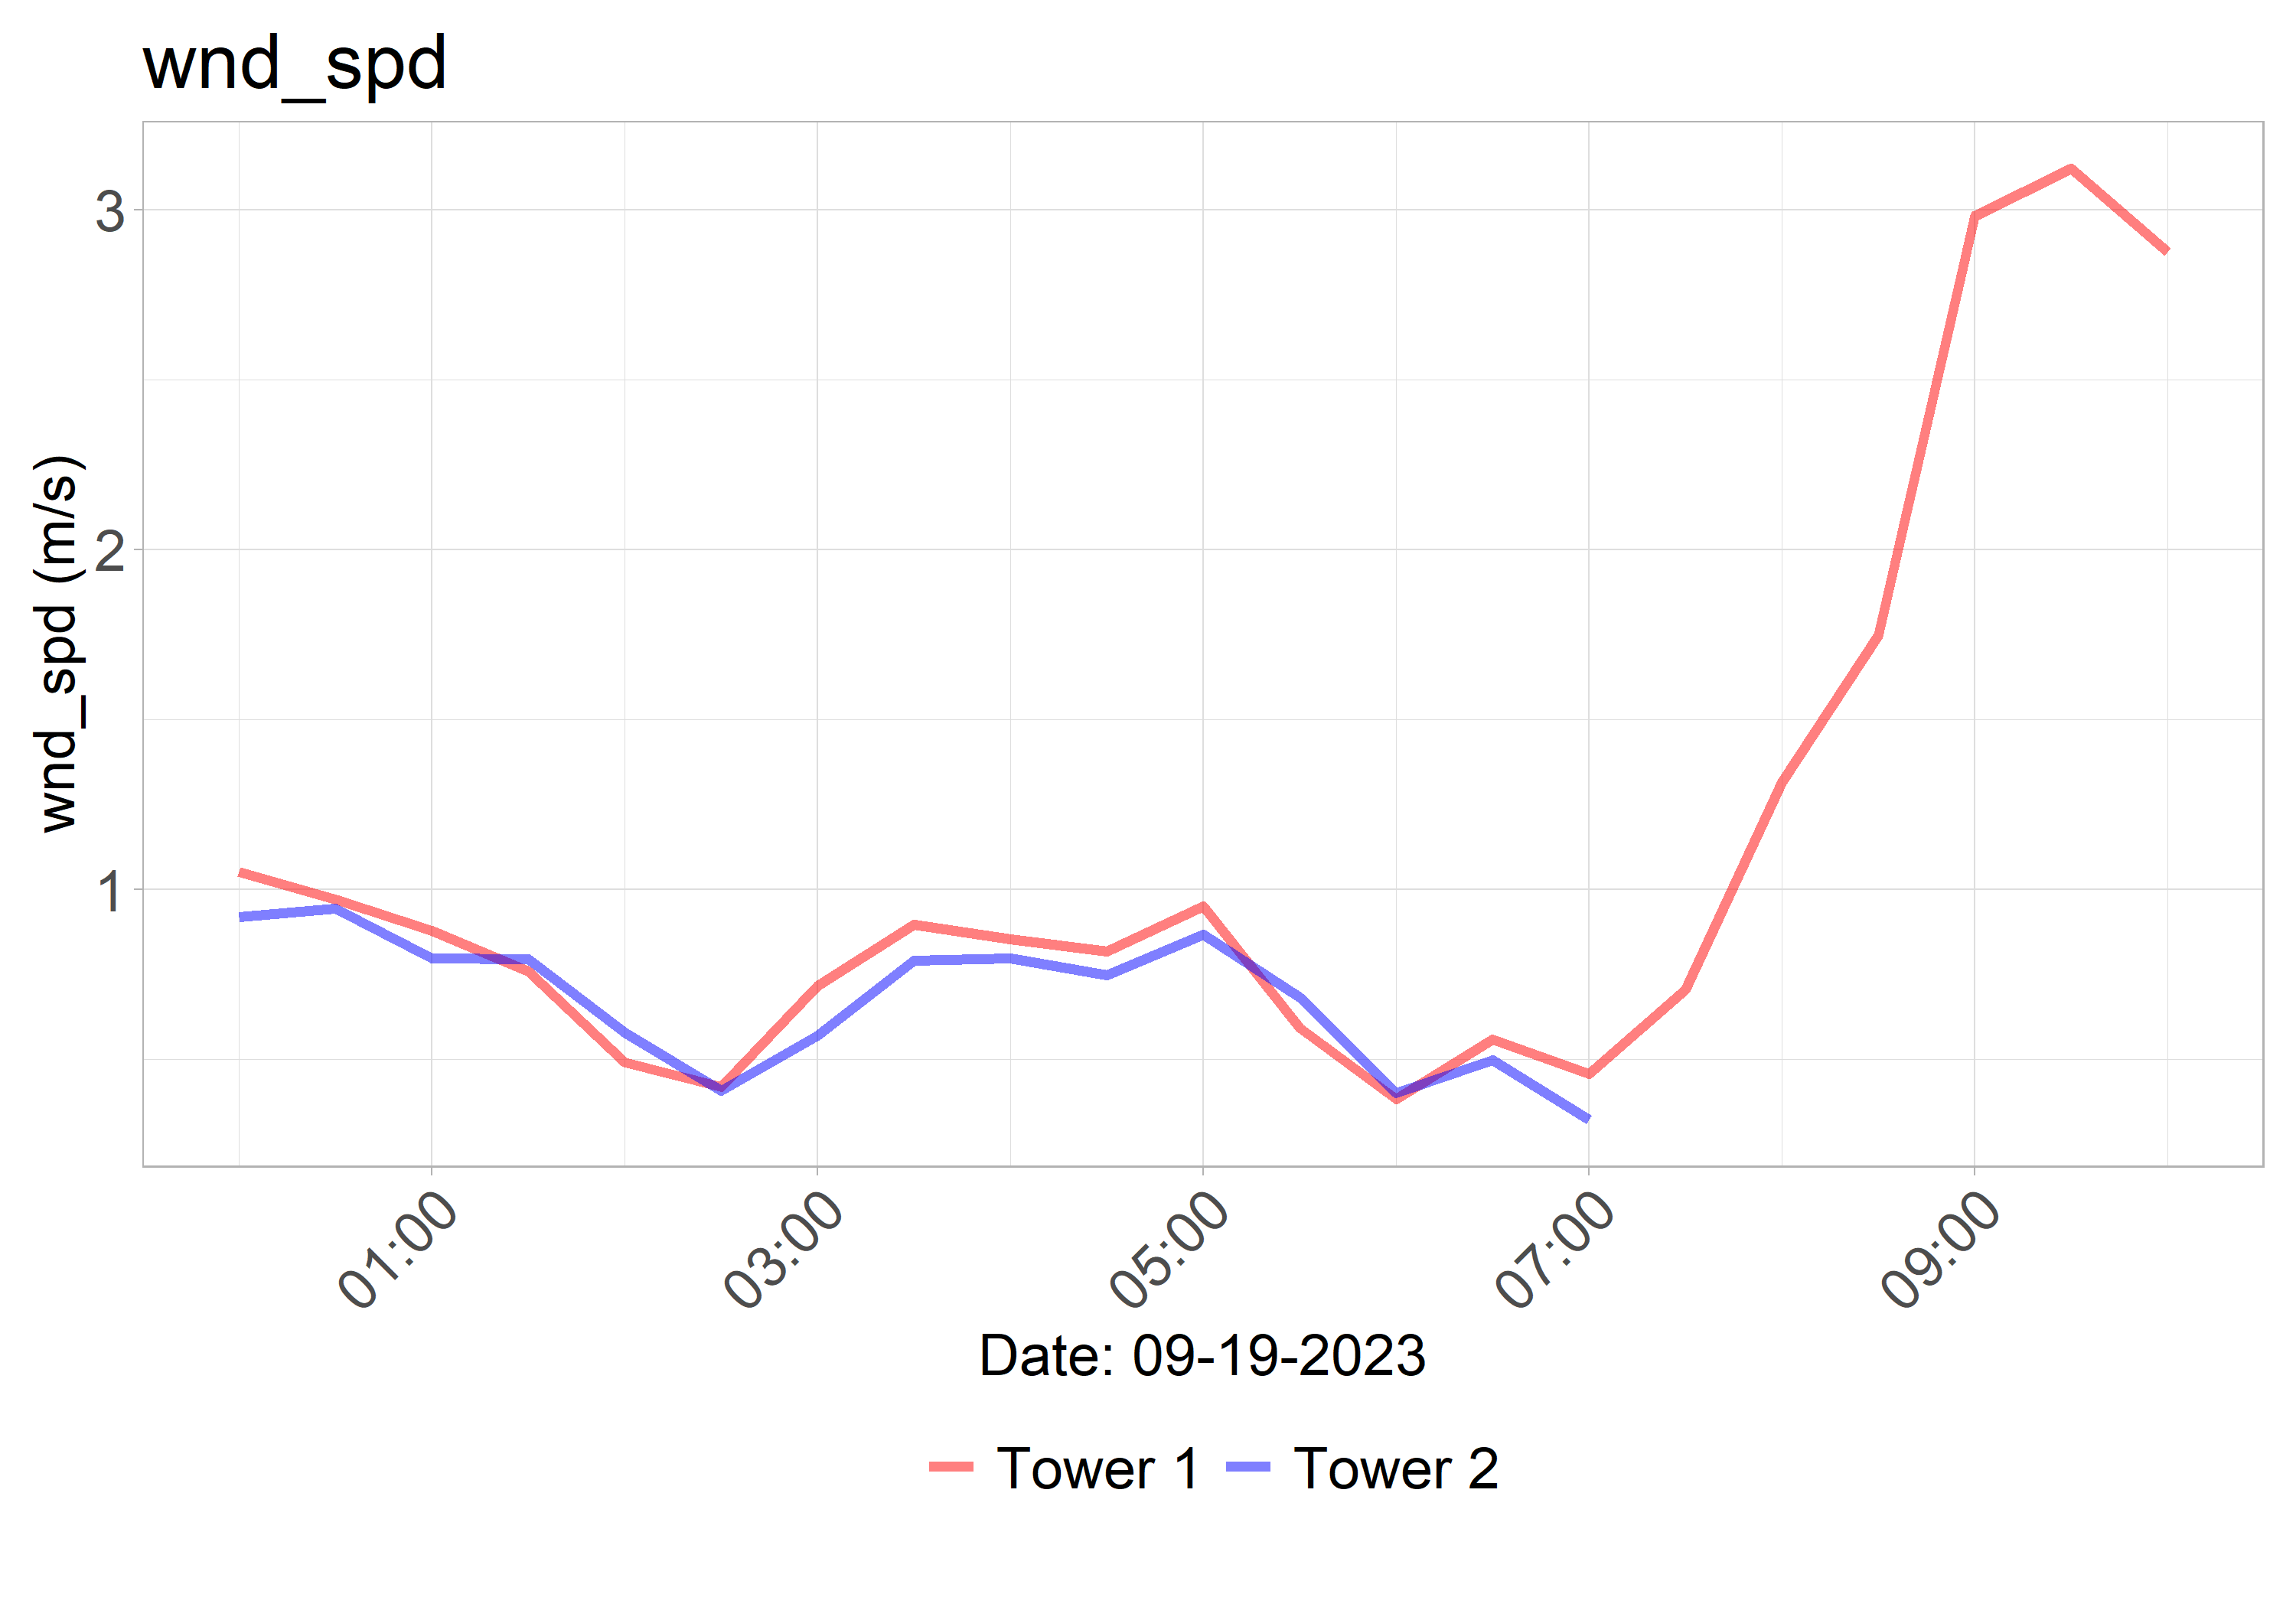 wnd_spd
wnd_spd (m/s)
3
2
1
01:00 03:00 05:00 07:00 09:00
Date: 09-19-2023
Tower 1 Tower 2